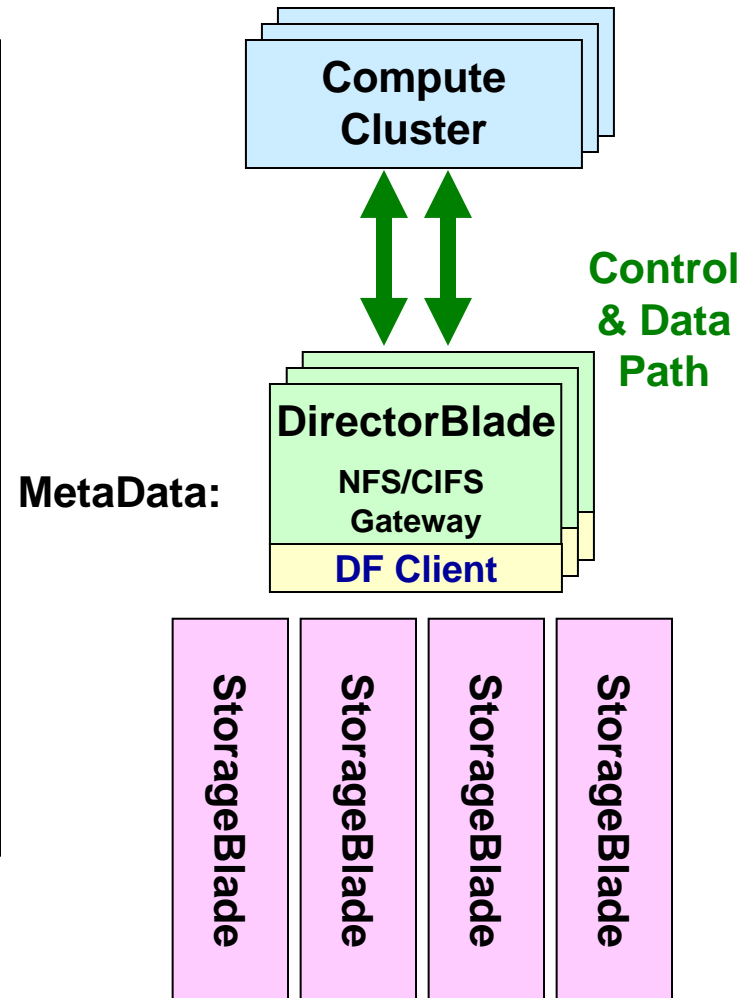 Compute
Cluster
Control
& Data
Path
DirectorBlade
MetaData:
NFS/CIFS
Gateway
DF Client
StorageBlade
StorageBlade
StorageBlade
StorageBlade